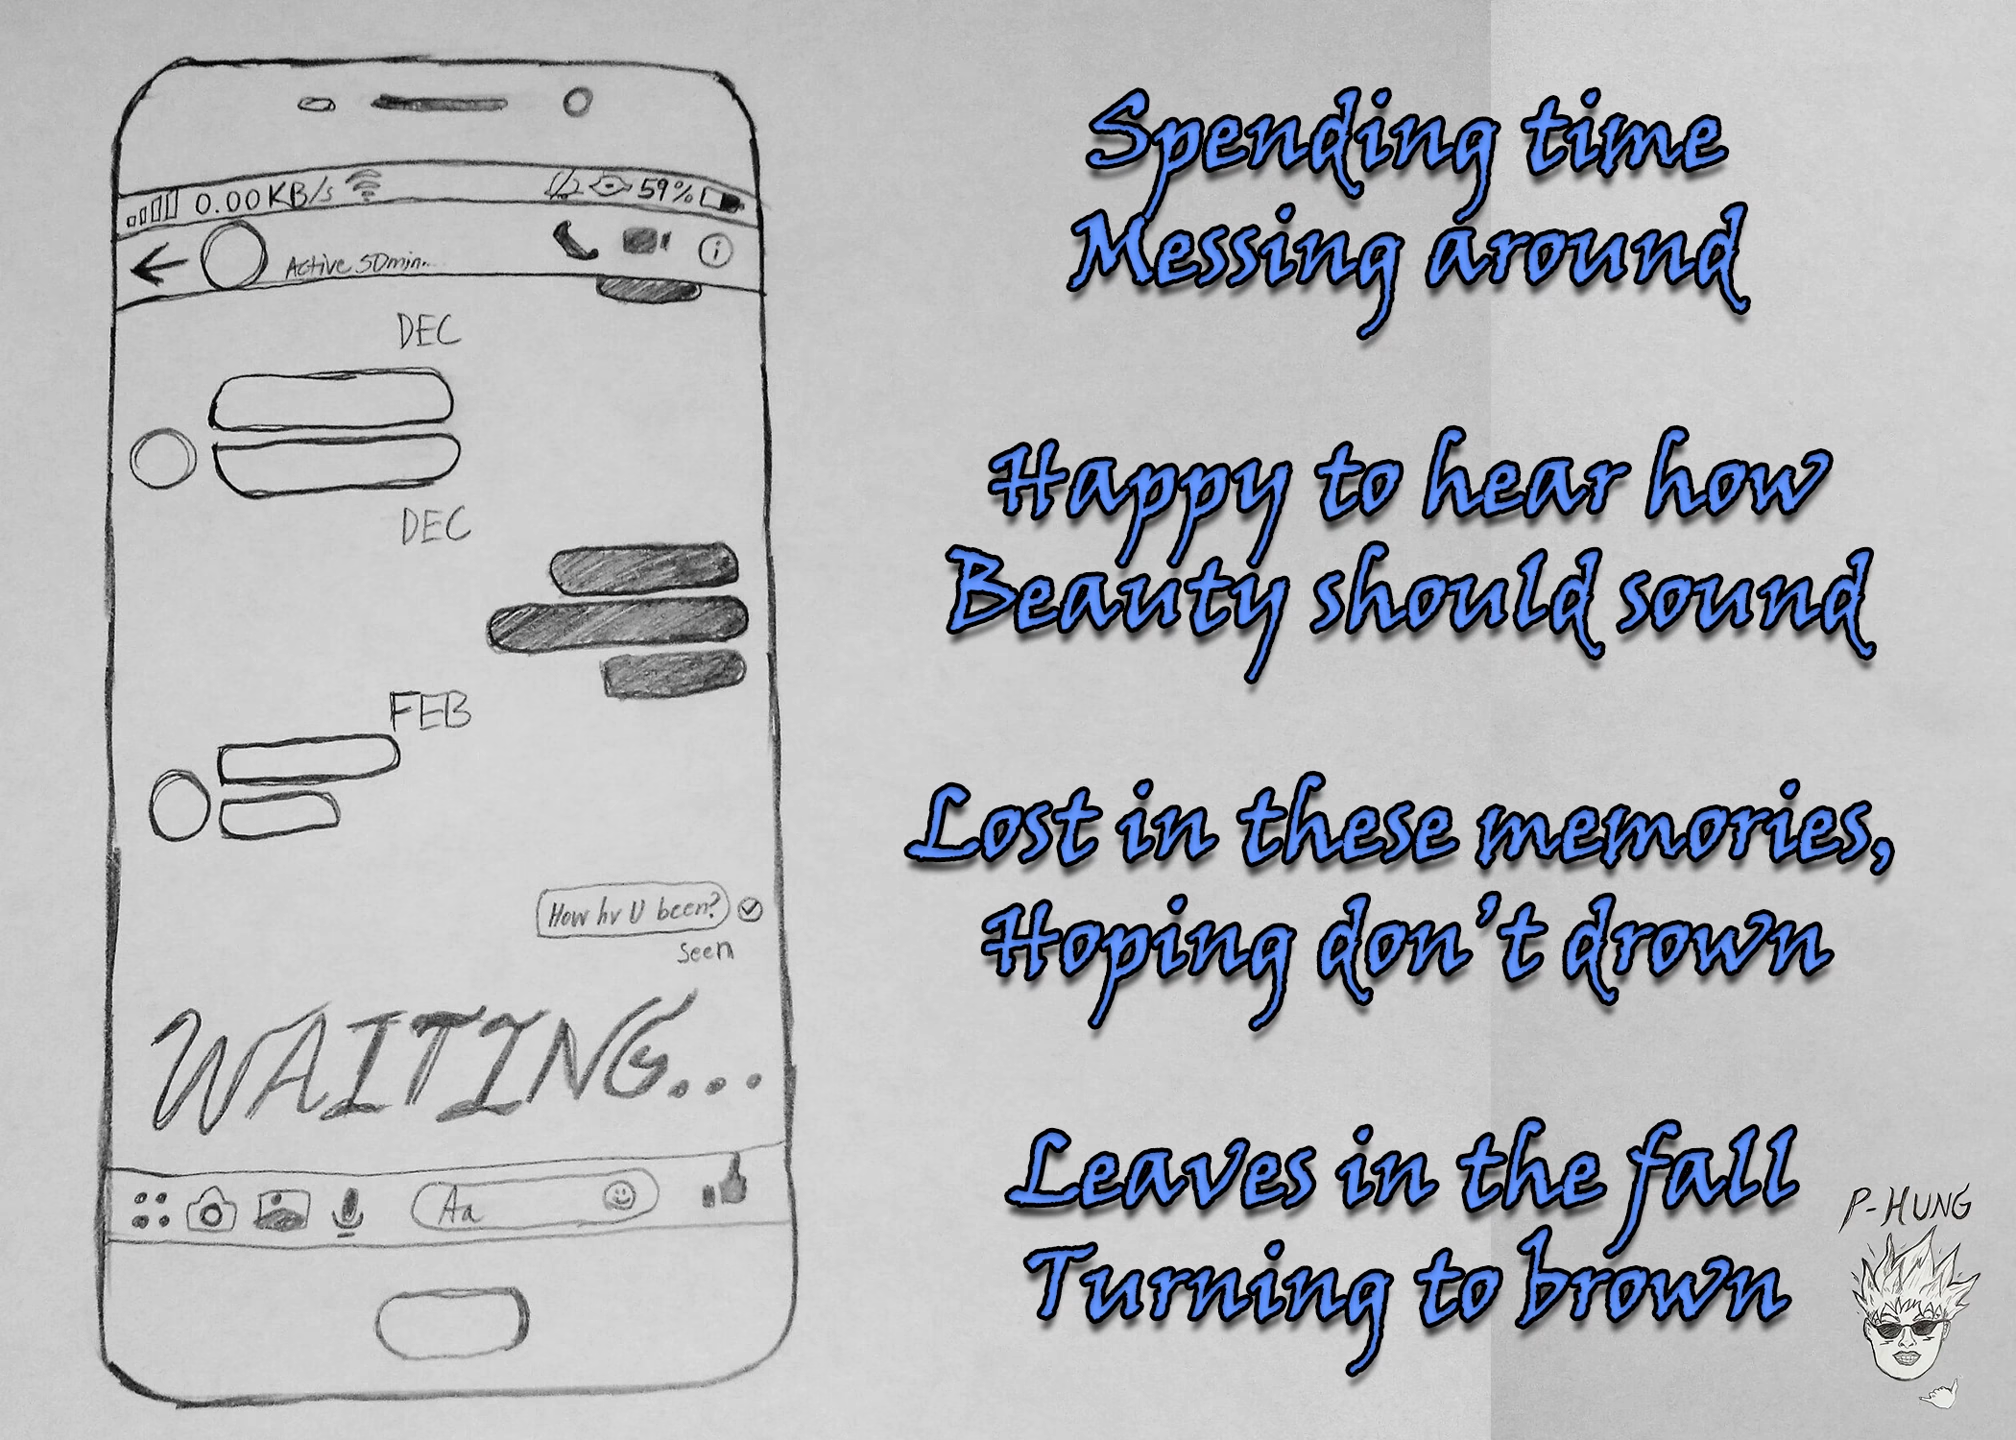 0.00KB/s
59%
Active 50min..
DEC
DEC
FEB
How hv U been?
seen
WAITING...
Aa
Spending time
Messing around
Happy to hear how
Beauty should sound
Lost in these memories,
Hoping don't drown
Leaves in the fall
Turning to brown
P-HUNG